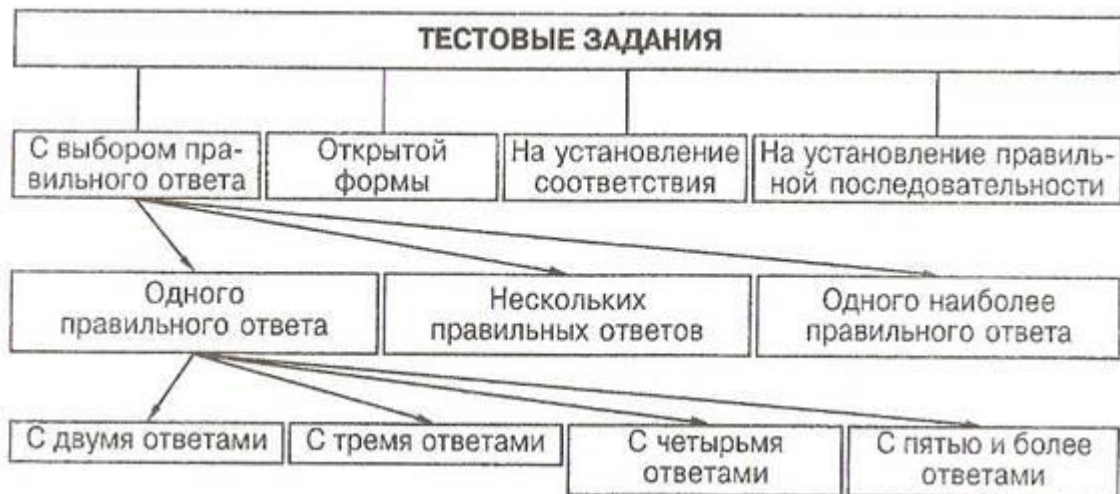 ТЕСТОВЫЕ ЗАДАНИЯ
С выбором пра-
вильного ответа
Открытой
формы
На установление
соответствия
На установление правиль-
ной последовательности
Одного
правильного ответа
Нескольких
правильных ответов
Одного наиболее
правильного ответа
С двумя ответами
С тремя ответами
С четырьмя
ответами
С пятью и более
ответами